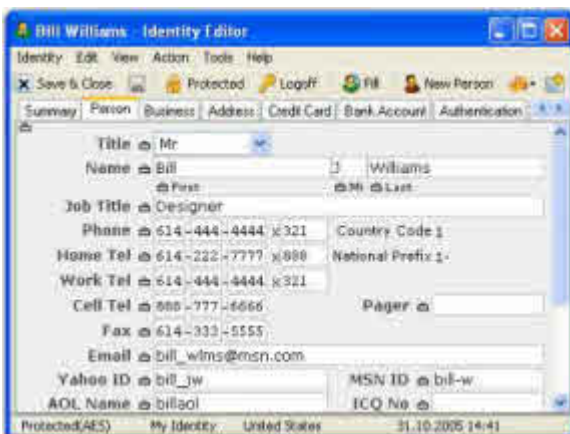 Bill Williams - Identity Editor
Identity Edit View Action Tools Help
Save & Close Protected Logoff Fill New Person
Summary Person Business Address Credit Card Bank Account Authentication
Title Mr
Name Bill J Williams
First MI Last
Job Title Designer
Phone 614-444-4444 x 321 Country Code 1
Home Tel 614-222-7777 x 888 National Prefix 1-
Work Tel 614-444-4444 x 321
Cell Tel 888-777-6666 Pager
Fax 614-333-5555
Email bill_wlms@msn.com
Yahoo ID bill_jw MSN ID bill-w
AOL Name billaol ICQ No
Protected(AES) My Identity United States 31.10.2005 14:41